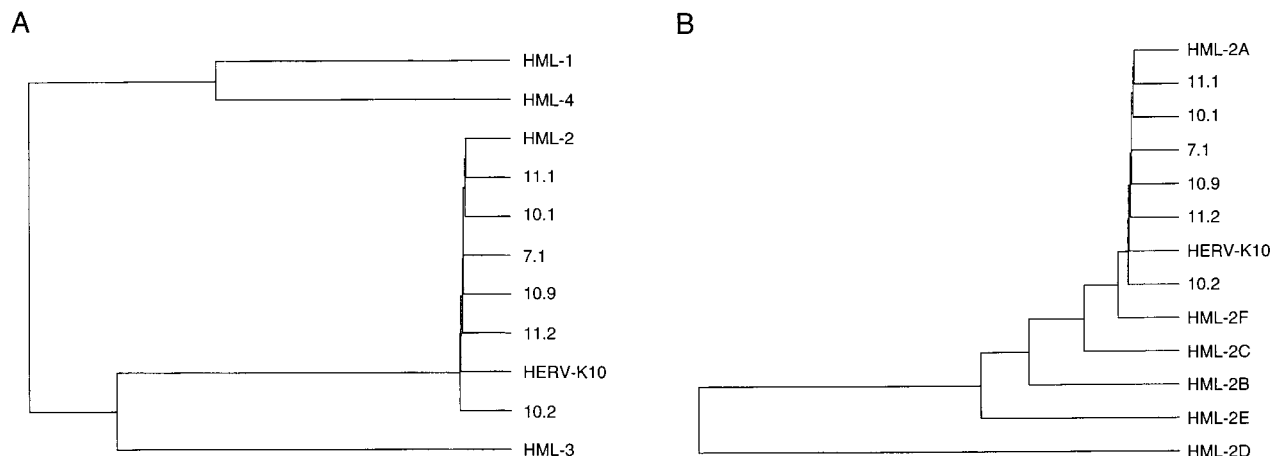 A
HML-1
HML-4
HML-2
11.1
10.1
7.1
10.9
11.2
HERV-K10
10.2
HML-3
B
HML-2A
11.1
10.1
7.1
10.9
11.2
HERV-K10
10.2
HML-2F
HML-2C
HML-2B
HML-2E
HML-2D